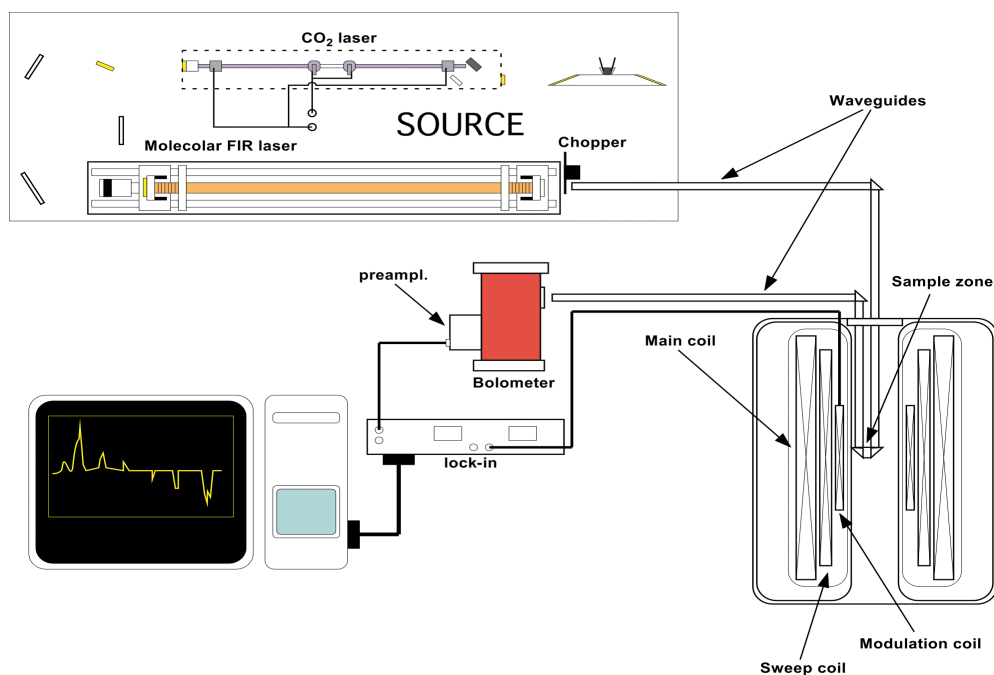 CO₂ laser
SOURCE
Molecolar FIR laser
Chopper
Waveguides
preampl.
Sample zone
Main coil
Bolometer
lock-in
Modulation coil
Sweep coil